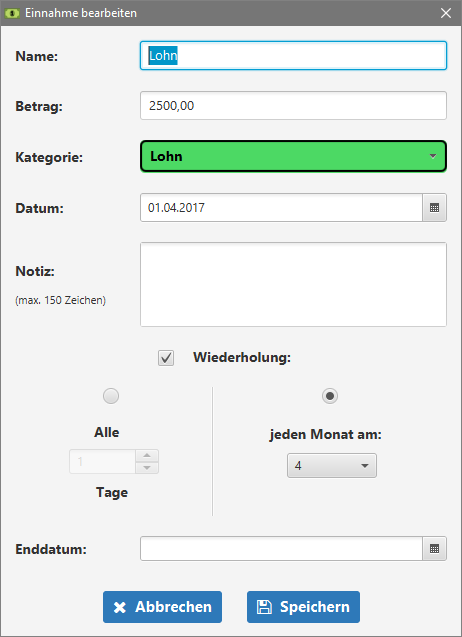 Einnahme bearbeiten
Name: Lohn
Betrag: 2500,00
Kategorie: Lohn
Datum: 01.04.2017
Notiz:
(max. 150 Zeichen)
Wiederholung:
Alle
1
Tage
jeden Monat am:
4
Enddatum:
Abbrechen Speichern